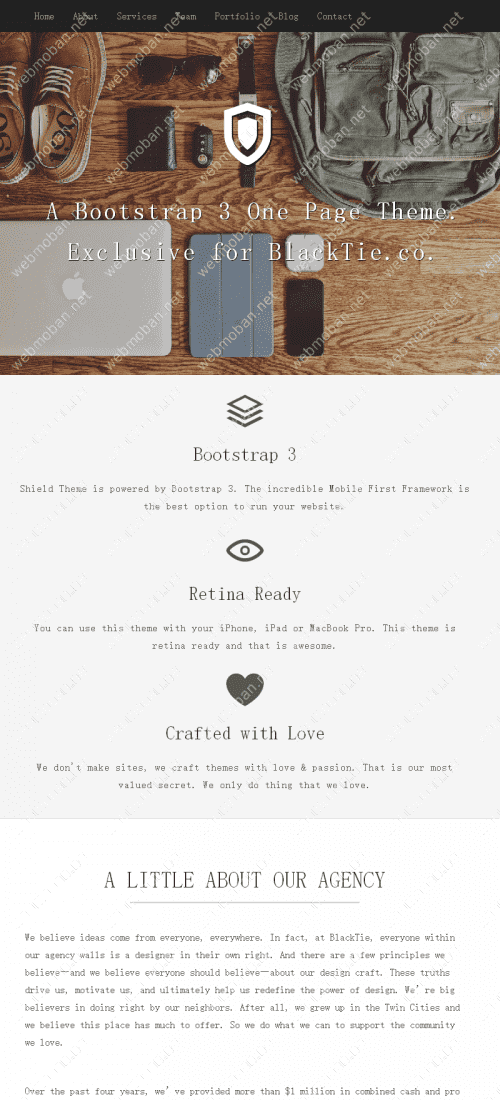 Home About Services Team Portfolio Blog Contact
A Bootstrap 3 One Page Theme.
Exclusive for BlackTie.co.
webmoban.net
Bootstrap 3
Shield Theme is powered by Bootstrap 3. The incredible Mobile First Framework is
the best option to run your website.
Retina Ready
You can use this theme with your iPhone, iPad or MacBook Pro. This theme is
retina ready and that is awesome.
Crafted with Love
We don't make sites, we craft themes with love & passion. That is our most
valued secret. We only do thing that we love.
A LITTLE ABOUT OUR AGENCY
We believe ideas come from everyone, everywhere. In fact, at BlackTie, everyone within
our agency walls is a designer in their own right. And there are a few principles we
believe—and we believe everyone should believe—about our design craft. These truths
drive us, motivate us, and ultimately help us redefine the power of design. We’re big
believers in doing right by our neighbors. After all, we grew up in the Twin Cities and
we believe this place has much to offer. So we do what we can to support the community
we love.
Over the past four years, we’ve provided more than $1 million in combined cash and pro